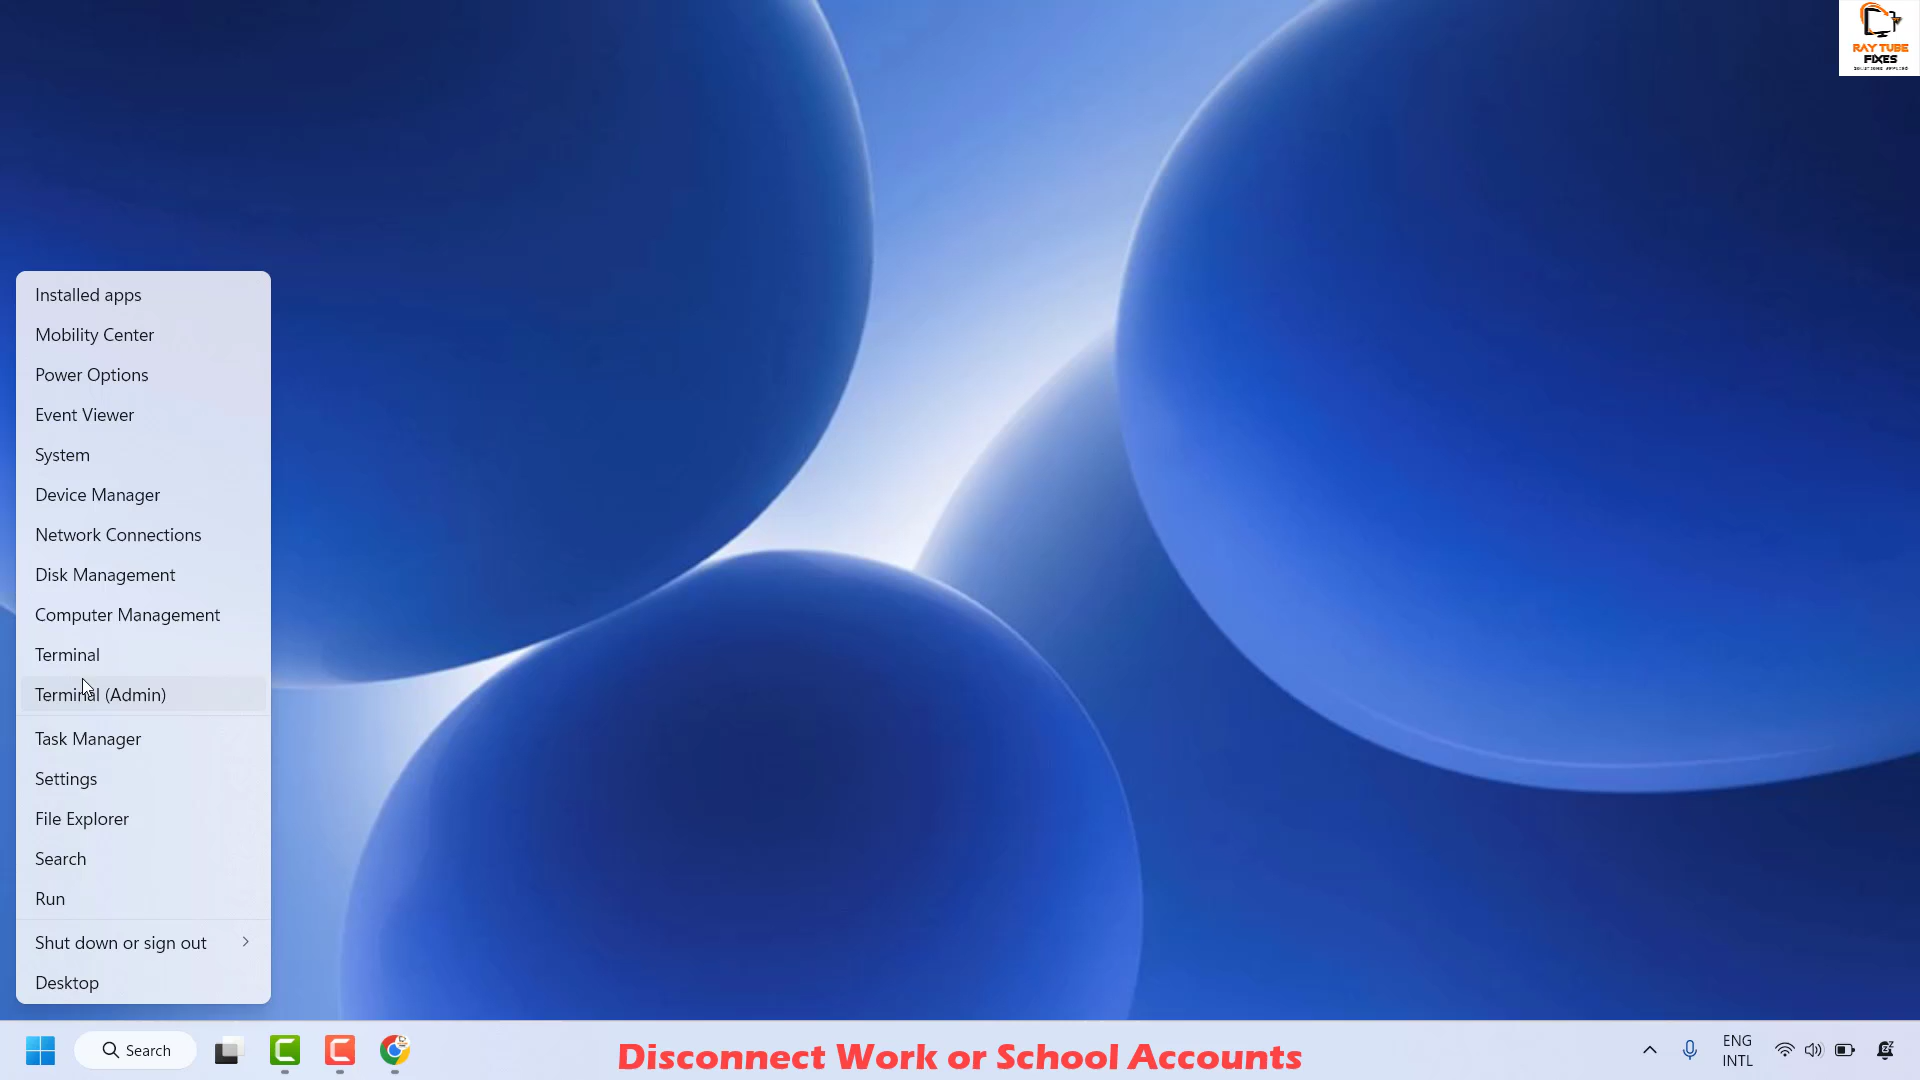 RAY TUBE
FIXES
Installed apps
Mobility Center
Power Options
Event Viewer
System
Device Manager
Network Connections
Disk Management
Computer Management
Terminal
Terminal (Admin)
Task Manager
Settings
File Explorer
Search
Run
Shut down or sign out
Desktop
Search
Disconnect Work or School Accounts
ENG
INTL